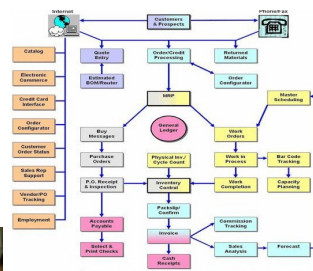 Internet
Customers
& Prospects
Phone/Fax
Catalog
Quote
Entry
Order/Credit
Processing
Returned
Materials
Electronic
Commerce
Estimated
BOM/Router
Order
Configurator
Credit Card
Interface
MRP
Master
Scheduling
Order
Configurator
Buy
Messages
General
Ledger
Work
Orders
Customer
Order Status
Purchase
Orders
Physical Inv./
Cycle Count
Work in
Process
Bar Code
Tracking
Sales Rep
Support
P.O. Receipt
& Inspection
Inventory
Control
Work
Completion
Capacity
Planning
Vendor/PO
Tracking
Accounts
Payable
Packslip/
Confirm
Commission
Tracking
Employment
Invoice
Select &
Print Checks
Sales
Analysis
Forecast
Cash
Receipts